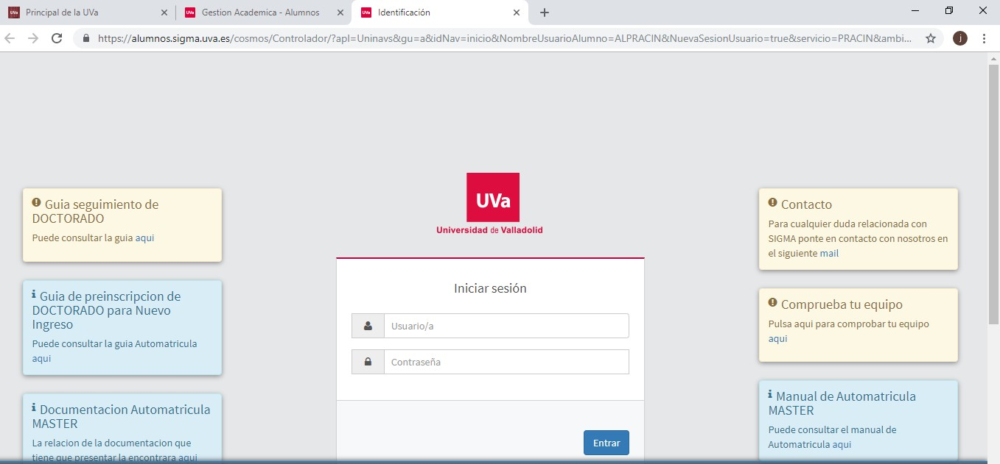 UVa Principal de la UVa
UVa Gestion Academica - Alumnos
UVa Identificación
https://alumnos.sigma.uva.es/cosmos/Controlador/?apl=Uninavs&gu=a&idNav=inicio&NombreUsuarioAlumno=ALPRACIN&NuevaSesionUsuario=true&servicio=PRACIN&ambi...
j
Guia seguimiento de
DOCTORADO
Puede consultar la guia aqui
Guia de preinscripcion de
DOCTORADO para Nuevo
Ingreso
Puede consultar la guia Automatricula
aqui
Documentacion Automatricula
MASTER
La relacion de la documentacion que
tiene que presentar la encontrara aqui
UVa
Universidad de Valladolid
Iniciar sesión
Usuario/a
Contraseña
Entrar
Contacto
Para cualquier duda relacionada con
SIGMA ponte en contacto con nosotros en
el siguiente mail
Comprueba tu equipo
Pulsa aqui para comprobar tu equipo
aqui
Manual de Automatricula
MASTER
Puede consultar el manual de
Automatricula aqui